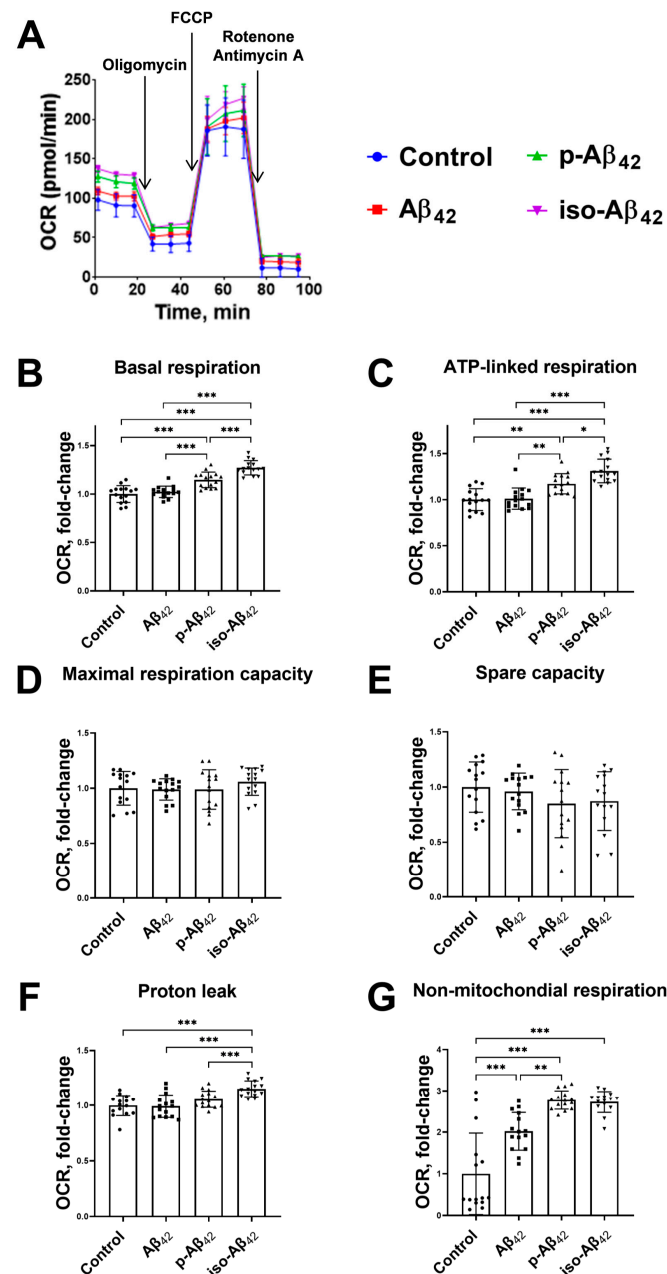 A
FCCP
Oligomycin
Rotenone
Antimycin A
OCR (pmol/min)
250
200
150
100
50
0
0 20 40 60 80 100
Time, min
Control
p-Aβ42
Aβ42
iso-Aβ42
B
Basal respiration
***
***
*** ***
***
OCR, fold-change
1.5
1.0
0.5
0.0
Control
Aβ42
p-Aβ42
iso-Aβ42
C
ATP-linked respiration
***
***
** *
**
OCR, fold-change
1.5
1.0
0.5
0.0
Control
Aβ42
p-Aβ42
iso-Aβ42
D
Maximal respiration capacity
OCR, fold-change
1.5
1.0
0.5
0.0
Control
Aβ42
p-Aβ42
iso-Aβ42
E
Spare capacity
OCR, fold-change
1.5
1.0
0.5
0.0
Control
Aβ42
p-Aβ42
iso-Aβ42
F
Proton leak
***
***
***
OCR, fold-change
1.5
1.0
0.5
0.0
Control
Aβ42
p-Aβ42
iso-Aβ42
G
Non-mitochondial respiration
***
***
*** **
OCR, fold-change
4
3
2
1
0
Control
Aβ42
p-Aβ42
iso-Aβ42